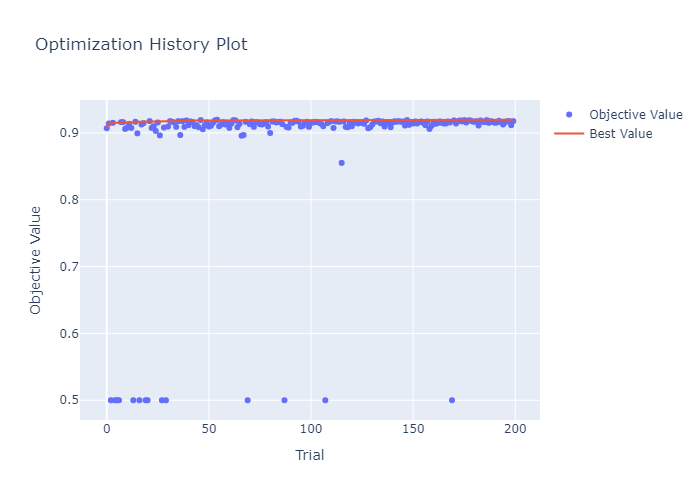 Optimization History Plot
Objective Value
Best Value
0.9
0.8
0.7
0.6
0.5
Objective Value
0 50 100 150 200
Trial